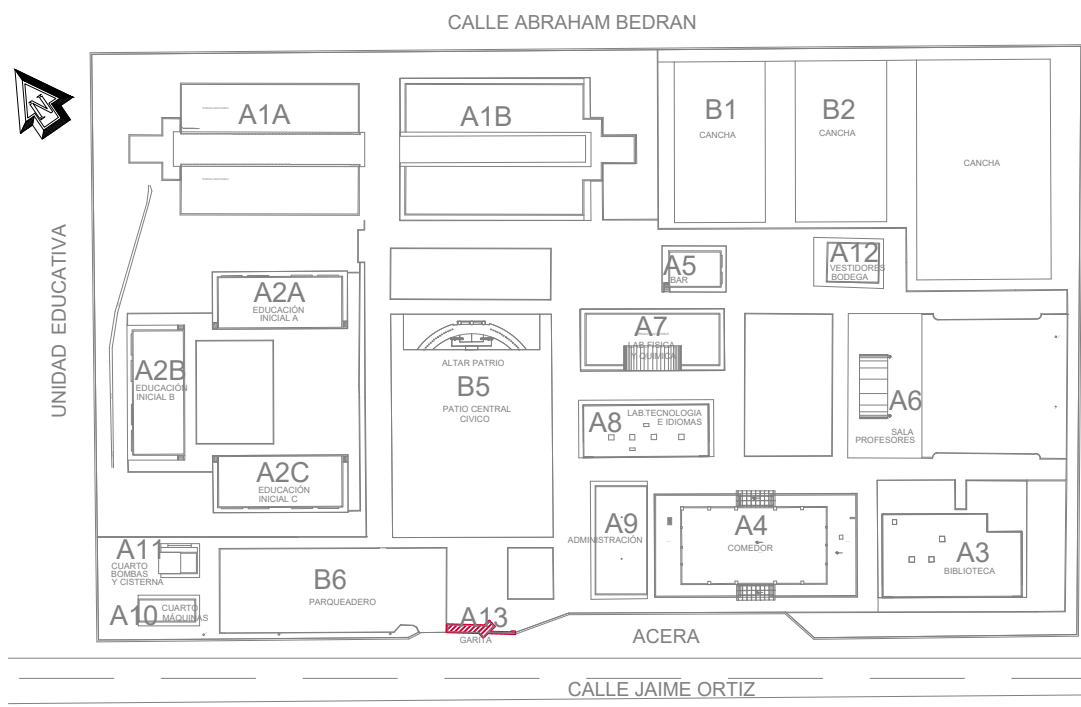 CALLE ABRAHAM BEDRAN
N
A1A
A1B
B1
CANCHA
B2
CANCHA
CANCHA
UNIDAD EDUCATIVA
A5
BAR
A12
VESTIDORES
BODEGA
A2A
EDUCACIÓN
INICIAL A
A2B
EDUCACIÓN
INICIAL B
A2C
EDUCACIÓN
INICIAL C
ALTAR PATRIO
B5
PATIO CENTRAL
CIVICO
A7
LAB.FISICA
Y QUIMICA
A8
LAB.TECNOLOGIA
E IDIOMAS
A6
SALA
PROFESORES
A9
ADMINISTRACIÓN
A4
COMEDOR
A3
BIBLIOTECA
A11
CUARTO
BOMBAS
Y CISTERNA
A10
CUARTO
MÁQUINAS
B6
PARQUEADERO
A13
GARITA
ACERA
CALLE JAIME ORTIZ